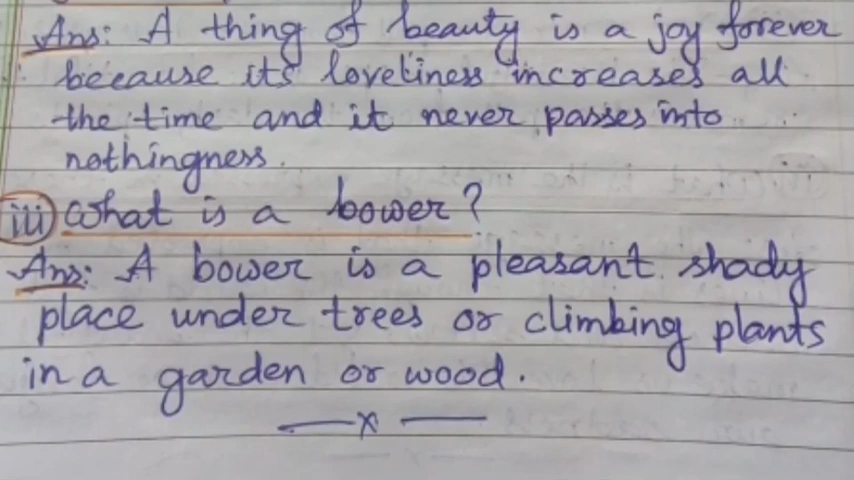 Ans: A thing of beauty is a joy forever
because its loveliness increases all
the time and it never passes into
nothingness.
iii) What is a bower?
Ans: A bower is a pleasant shady
place under trees or climbing plants
in a garden or wood.
—x—